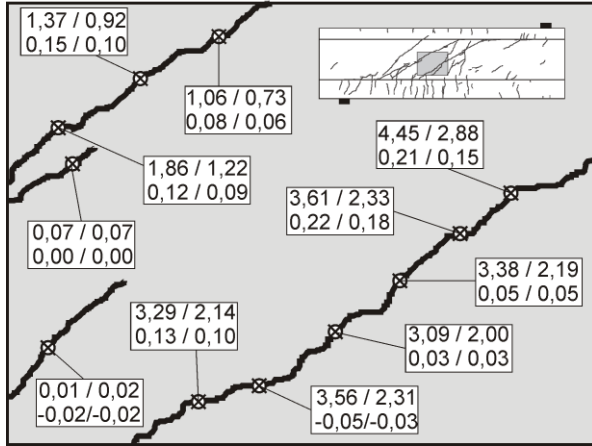 1,37 / 0,92
0,15 / 0,10
1,06 / 0,73
0,08 / 0,06
4,45 / 2,88
0,21 / 0,15
1,86 / 1,22
0,12 / 0,09
3,61 / 2,33
0,22 / 0,18
0,07 / 0,07
0,00 / 0,00
3,38 / 2,19
0,05 / 0,05
3,29 / 2,14
0,13 / 0,10
3,09 / 2,00
0,03 / 0,03
0,01 / 0,02
-0,02/-0,02
3,56 / 2,31
-0,05/-0,03